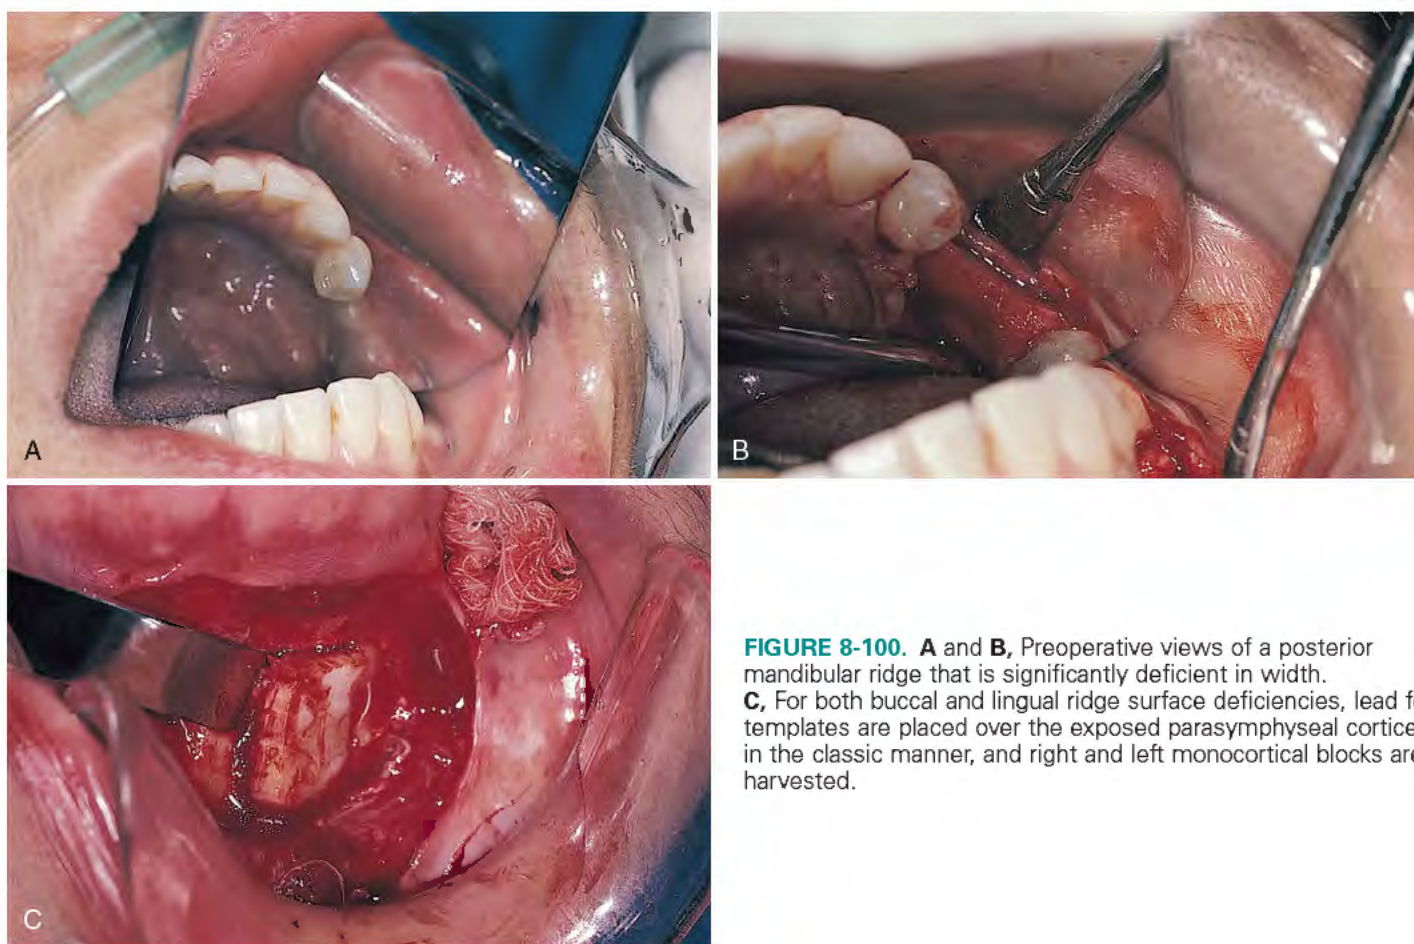 A
B
C
FIGURE 8-100. A and B, Preoperative views of a posterior
mandibular ridge that is significantly deficient in width.
C, For both buccal and lingual ridge surface deficiencies, lead
templates are placed over the exposed parasymphyseal
in the classic manner, and right and left monocortical blocks
harvested.